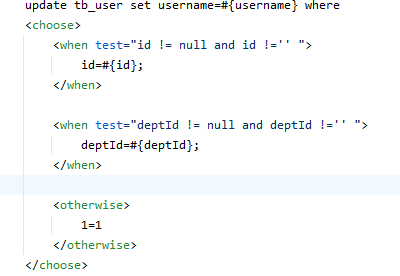 update tb_user set username=#{username} where
<choose>
<when test="id != null and id !='' ">
id=#{id};
</when>
<when test="deptId != null and deptId !='' ">
deptId=#{deptId};
</when>
<otherwise>
1=1
</otherwise>
</choose>